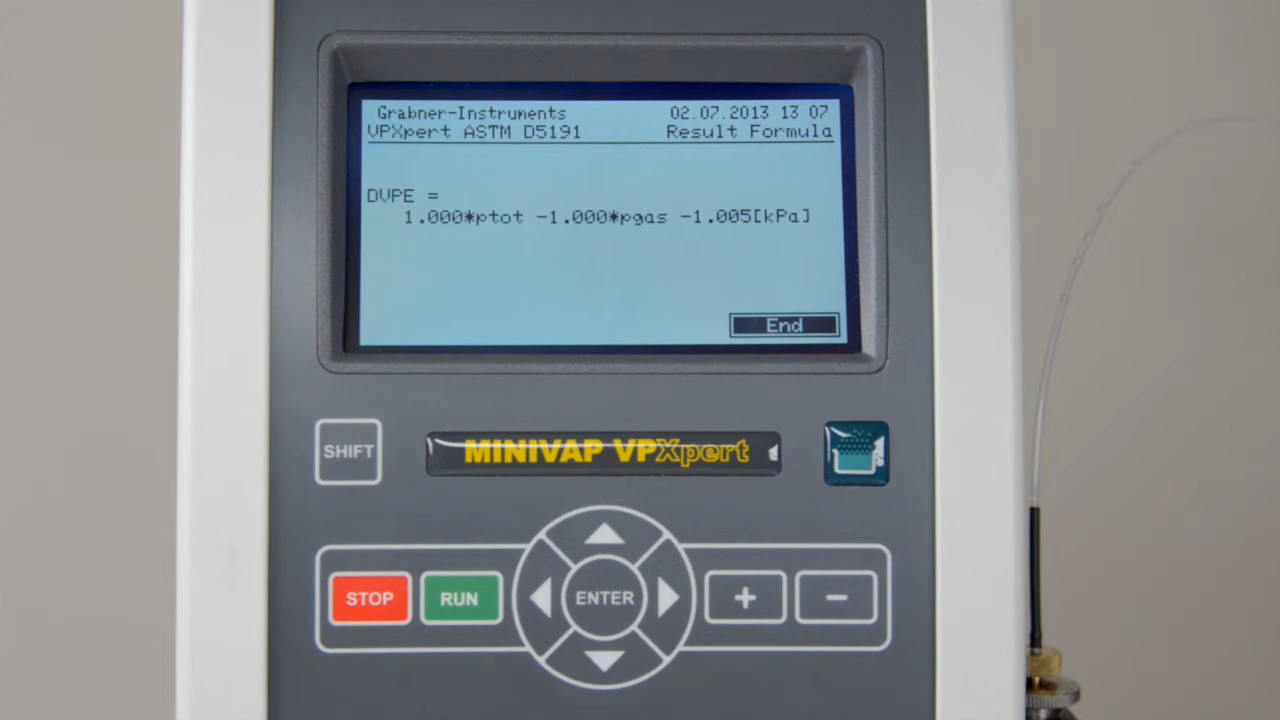 Grabner-Instruments 02.07.2013 13 07
VPXpert ASTM D5191 Result Formula
DVPE =
1.000*ptot -1.000*pgas -1.005[kPa]
End
SHIFT
MINIVAP VPXpert
STOP RUN ENTER + -